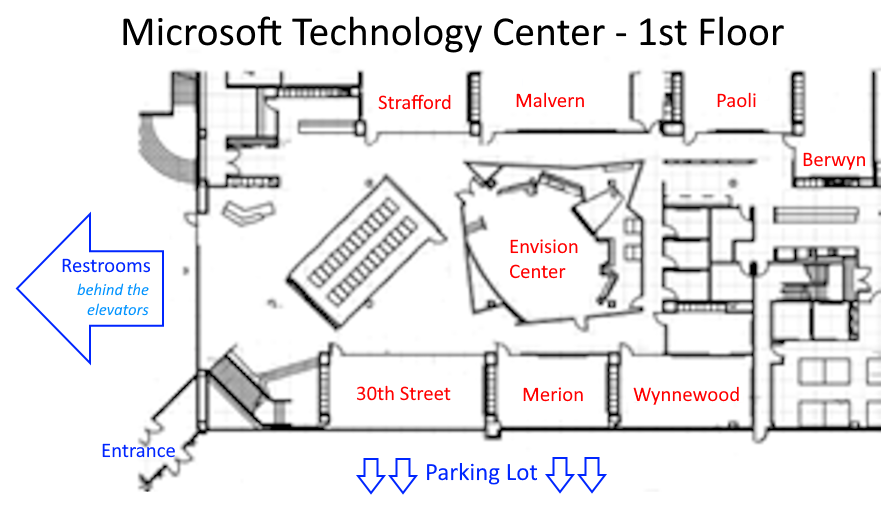 Microsoft Technology Center - 1st Floor
Strafford
Malvern
Paoli
Berwyn
Restrooms
behind the
elevators
Envision
Center
30th Street
Merion
Wynnewood
Entrance
Parking Lot